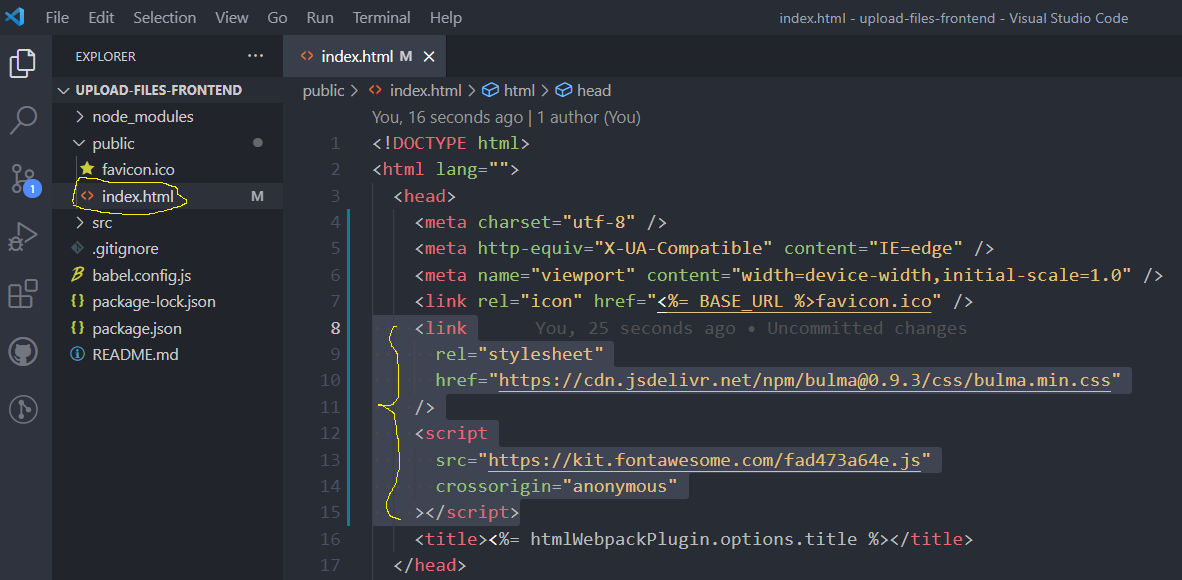 File Edit Selection View Go Run Terminal Help
index.html - upload-files-frontend - Visual Studio Code
EXPLORER ···
UPLOAD-FILES-FRONTEND
node_modules
public
favicon.ico
index.html M
src
.gitignore
babel.config.js
package-lock.json
package.json
README.md
1
index.html M
public > index.html > html > head
You, 16 seconds ago | 1 author (You)
1 <!DOCTYPE html>
2 <html lang="">
3 <head>
4 <meta charset="utf-8" />
5 <meta http-equiv="X-UA-Compatible" content="IE=edge" />
6 <meta name="viewport" content="width=device-width,initial-scale=1.0" />
7 <link rel="icon" href="<%= BASE_URL %>favicon.ico" />
8 <link You, 25 seconds ago • Uncommitted changes
9 rel="stylesheet"
10 href="https://cdn.jsdelivr.net/npm/bulma@0.9.3/css/bulma.min.css"
11 />
12 <script
13 src="https://kit.fontawesome.com/fad473a64e.js"
14 crossorigin="anonymous"
15 ></script>
16 <title><%= htmlWebpackPlugin.options.title %></title>
17 </head>